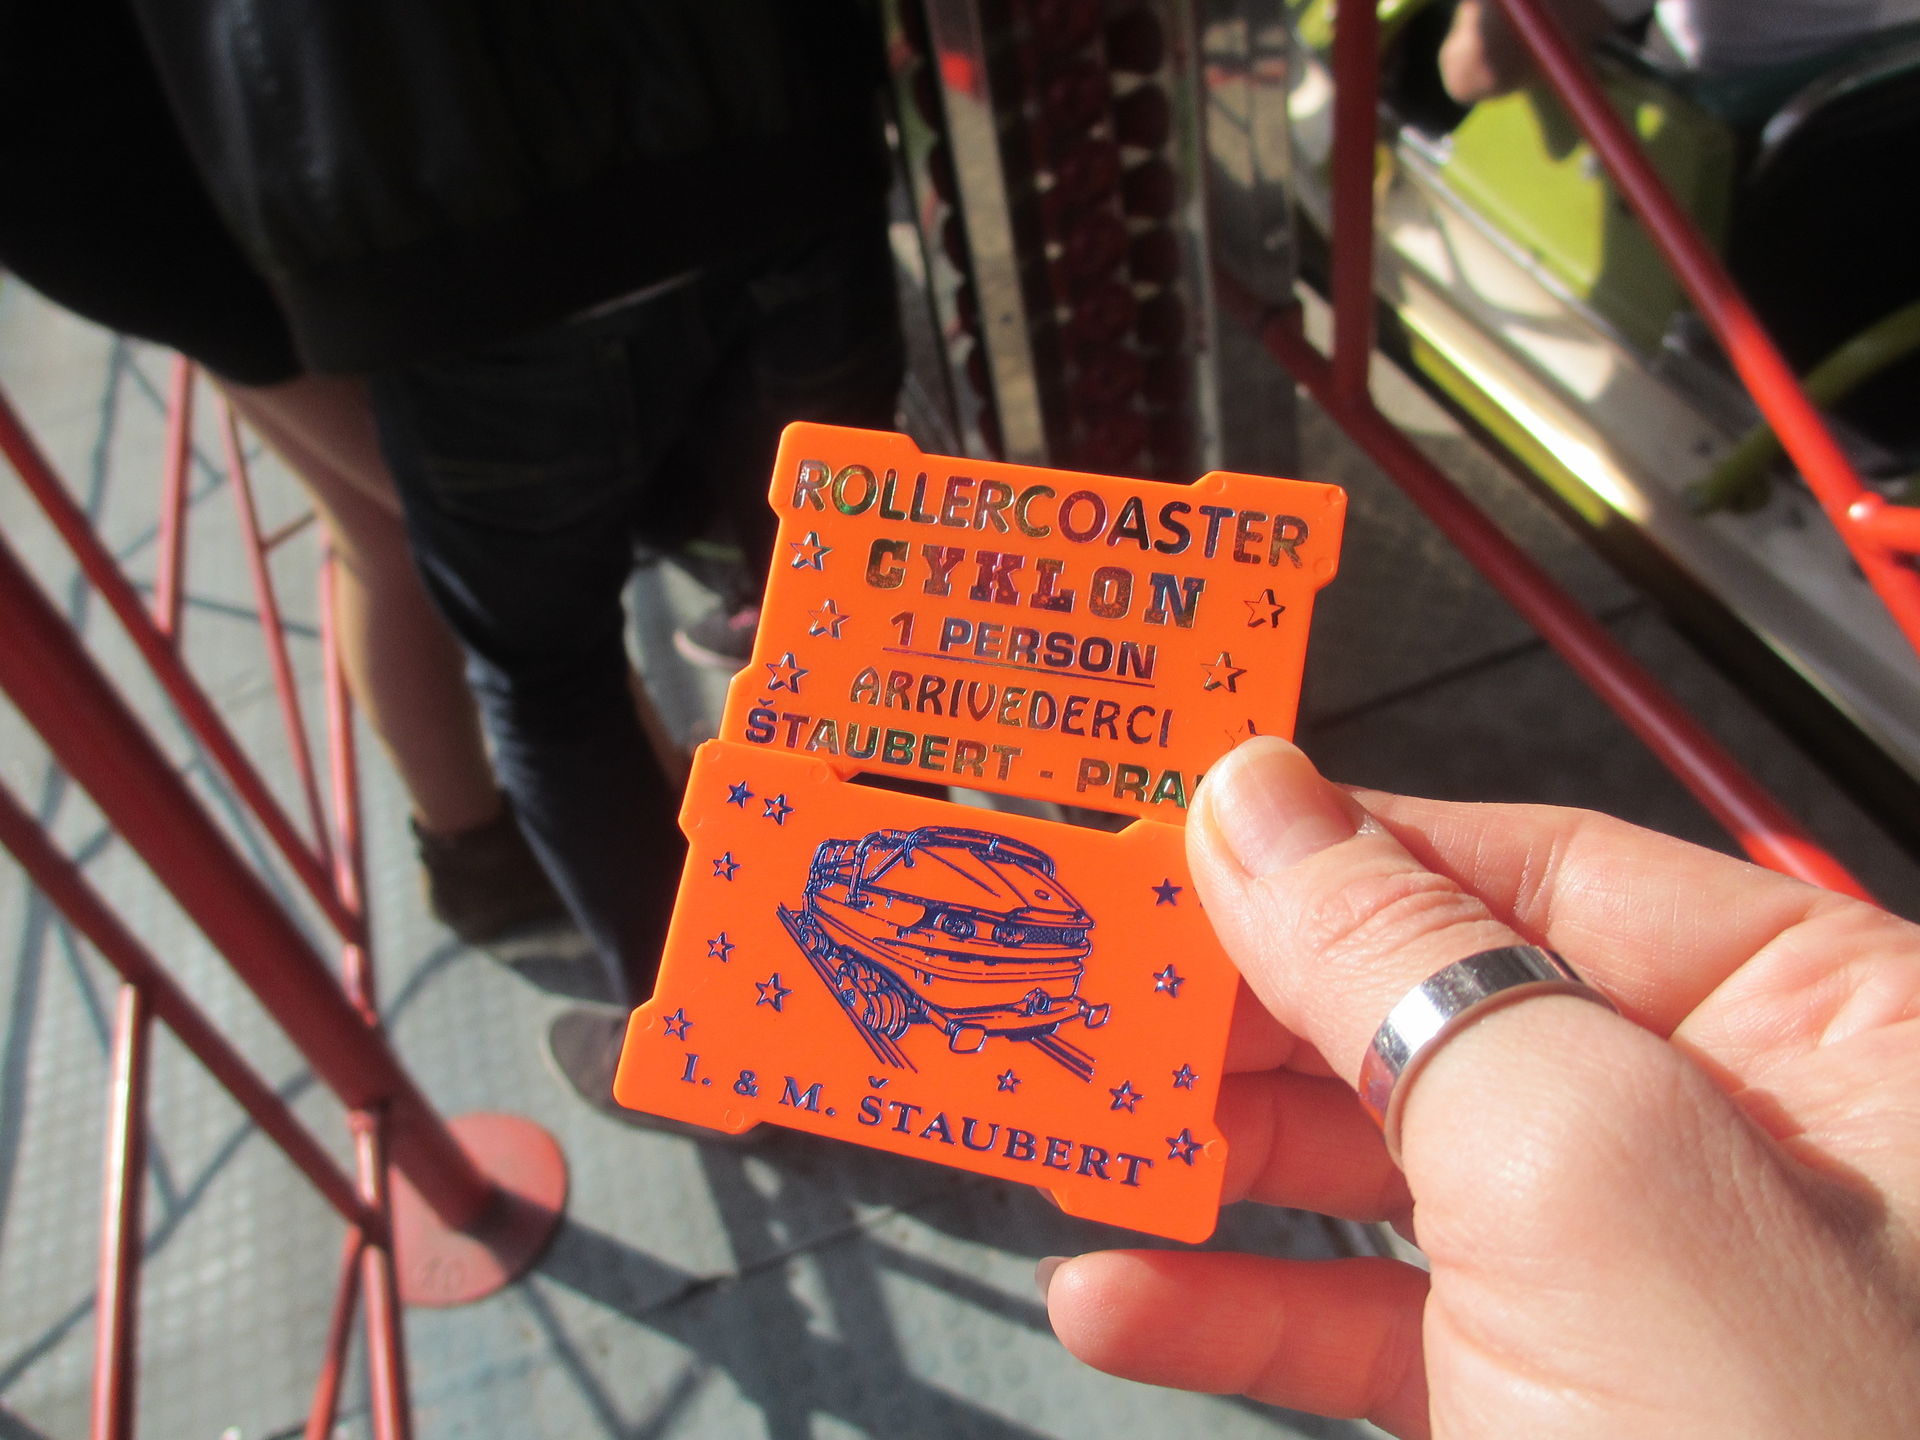 ROLLERCOASTER
CYKLON
1 PERSON
ARRIVEDERCI
ŠTAUBERT - PRA
I. & M. ŠTAUBERT